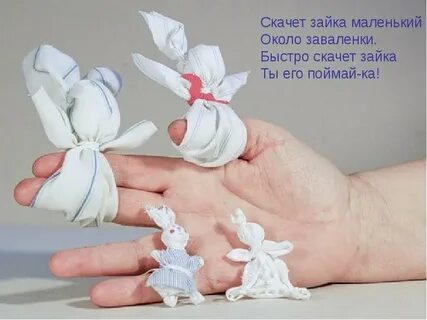 Скачет зайка маленький
Около заваленки.
Быстро скачет зайка
Ты его поймай-ка!